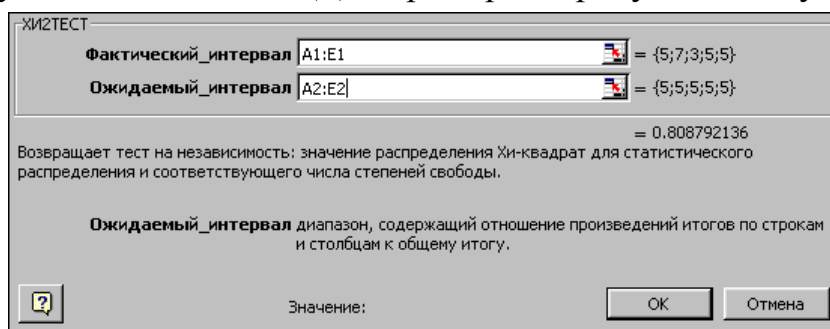 ХИ2ТЕСТ
Фактический_интервал A1:E1 = {5;7;3;5;5}
Ожидаемый_интервал A2:E2 = {5;5;5;5;5}
= 0.808792136
Возвращает тест на независимость: значение распределения Хи-квадрат для статистического
распределения и соответствующего числа степеней свободы.
Ожидаемый_интервал диапазон, содержащий отношение произведений итогов по строкам
и столбцам к общему итогу.
Значение: OK Отмена